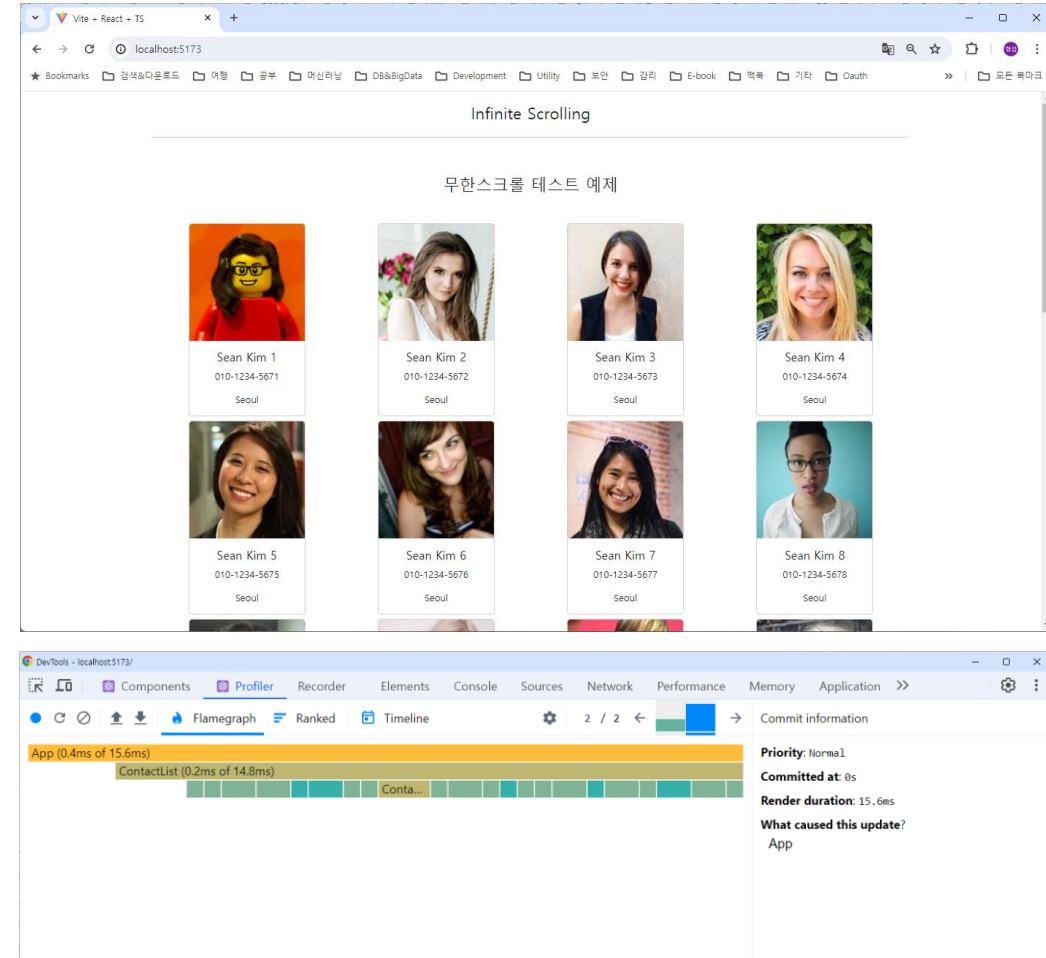 Vite + React + TS
localhost:5173
Bookmarks 검색&다운로드 여행 공부 머신러닝 DB&BigData Development Utility 보안 감리 E-book 맥북 기타 Oauth » 모든 북마크
Infinite Scrolling
무한스크롤 테스트 예제
Sean Kim 1 Sean Kim 2 Sean Kim 3 Sean Kim 4
010-1234-5671 010-1234-5672 010-1234-5673 010-1234-5674
Seoul Seoul Seoul Seoul
Sean Kim 5 Sean Kim 6 Sean Kim 7 Sean Kim 8
010-1234-5675 010-1234-5676 010-1234-5677 010-1234-5678
Seoul Seoul Seoul Seoul
DevTools - localhost:5173/
Components Profiler Recorder Elements Console Sources Network Performance Memory Application
Flamegraph Ranked Timeline 2 / 2 Commit information
App (0.4ms of 15.6ms)
ContactList (0.2ms of 14.8ms)
Conta...
Priority: Normal
Committed at: 0s
Render duration: 15.6ms
What caused this update?
App